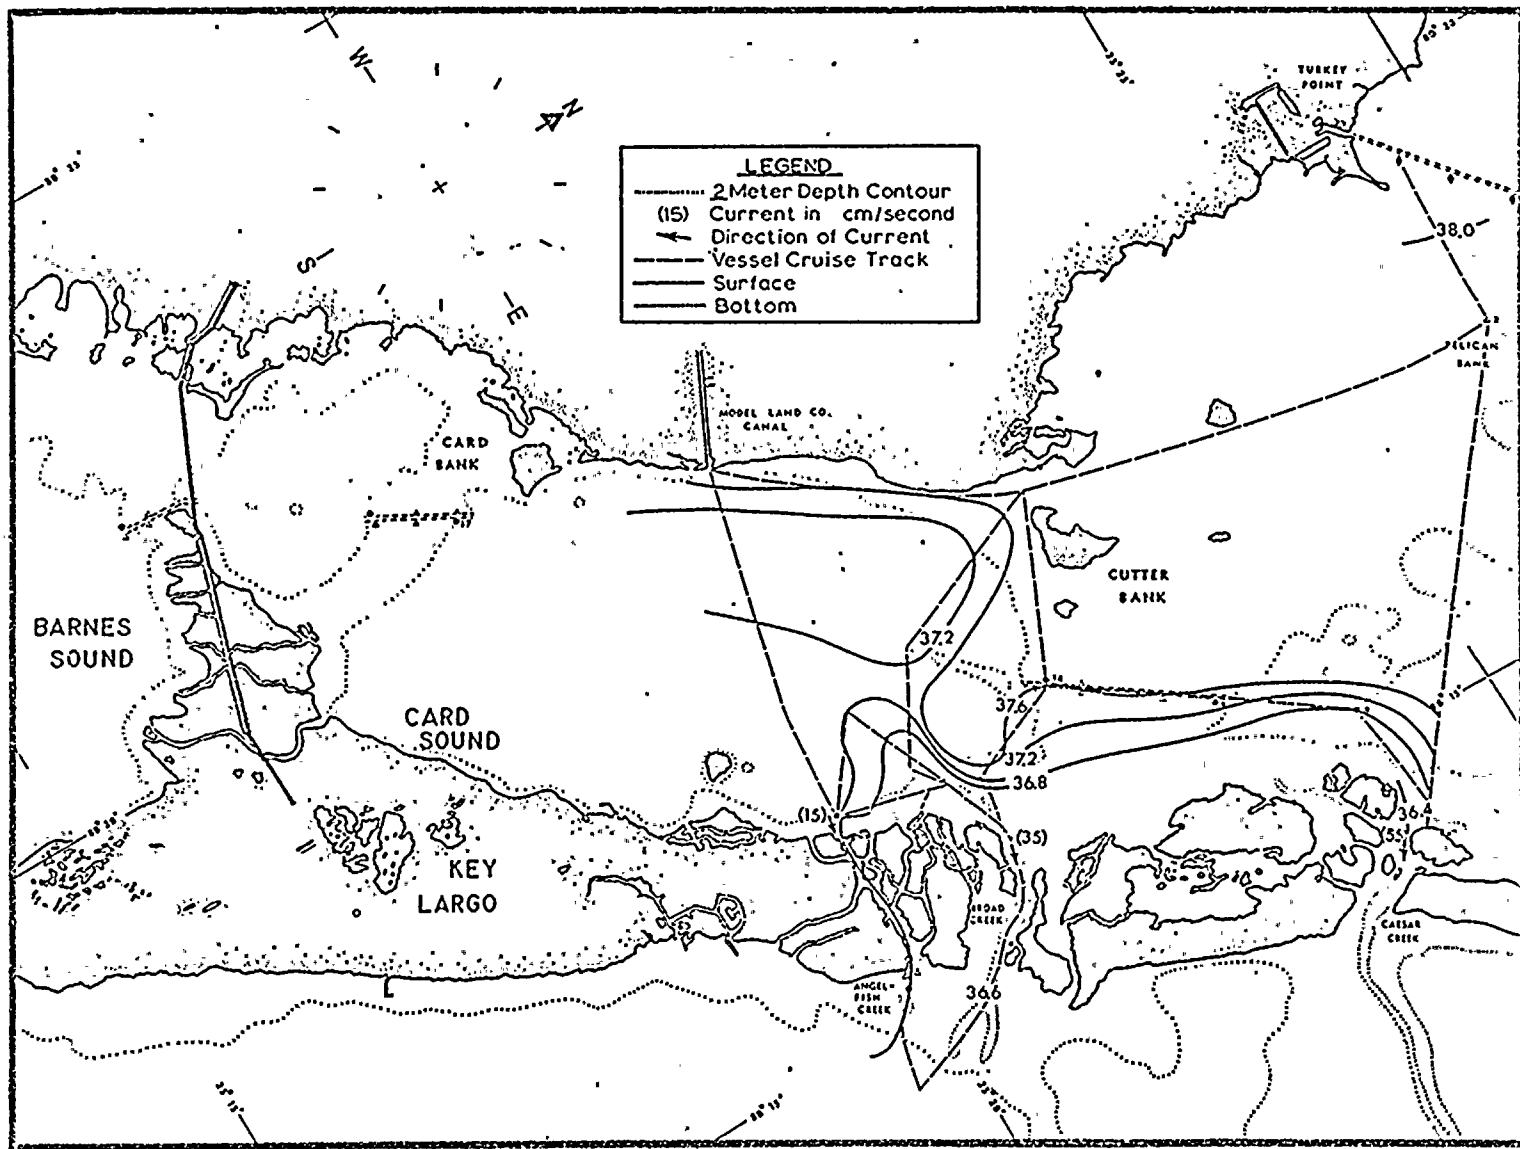 W
N
S
E
TURKEY
POINT
LEGEND
2 Meter Depth Contour
(15) Current in cm/second
Direction of Current
Vessel Cruise Track
Surface
Bottom
38.0
PELICAN
BANK
MODEL LAND CO.
CANAL
CARD
BANK
CUTTER
BANK
BARNES
SOUND
37.2
37.6
CARD
SOUND
37.2
36.8
(15)
(35)
36.4
(55)
KEY
LARGO
BROAD
CREEK
CAESAR
CREEK
ANGEL-
FISH
CREEK
36.6